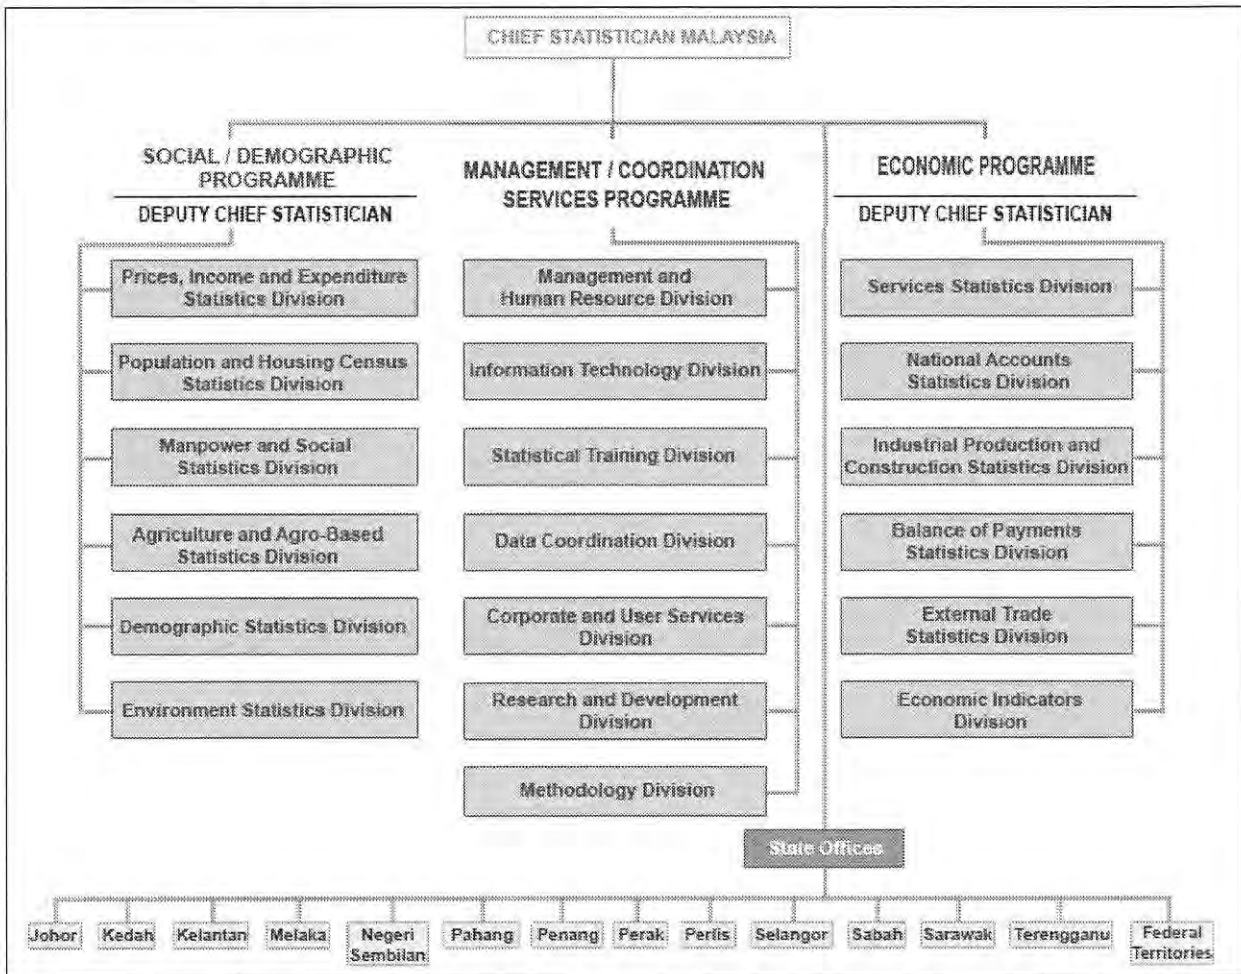 CHIEF STATISTICIAN MALAYSIA
SOCIAL / DEMOGRAPHIC
PROGRAMME
DEPUTY CHIEF STATISTICIAN
Prices, Income and Expenditure
Statistics Division
Population and Housing Census
Statistics Division
Manpower and Social
Statistics Division
Agriculture and Agro-Based
Statistics Division
Demographic Statistics Division
Environment Statistics Division
MANAGEMENT / COORDINATION
SERVICES PROGRAMME
Management and
Human Resource Division
Information Technology Division
Statistical Training Division
Data Coordination Division
Corporate and User Services
Division
Research and Development
Division
Methodology Division
ECONOMIC PROGRAMME
DEPUTY CHIEF STATISTICIAN
Services Statistics Division
National Accounts
Statistics Division
Industrial Production and
Construction Statistics Division
Balance of Payments
Statistics Division
External Trade
Statistics Division
Economic Indicators
Division
State Offices
Johor
Kedah
Kelantan
Melaka
Negeri
Sembilan
Pahang
Penang
Perak
Perlis
Selangor
Sabah
Sarawak
Terengganu
Federal
Territories